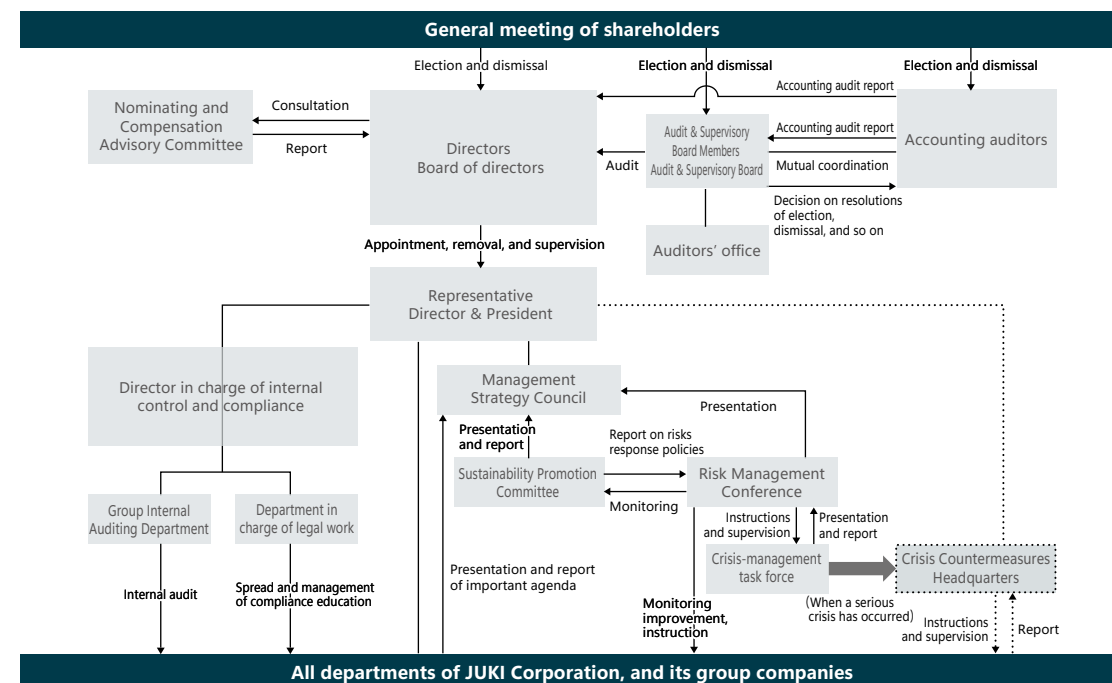 General meeting of shareholders
Election and dismissal
Election and dismissal
Election and dismissal
Accounting audit report
Nominating and
Compensation
Advisory Committee
Consultation
Report
Directors
Board of directors
Audit
Audit & Supervisory
Board Members
Audit & Supervisory Board
Accounting audit report
Mutual coordination
Accounting auditors
Decision on resolutions
of election,
dismissal, and so on
Auditors’ office
Appointment, removal, and supervision
Representative
Director & President
Director in charge of internal
control and compliance
Management
Strategy Council
Presentation
Presentation
and report
Report on risks
response policies
Sustainability Promotion
Committee
Monitoring
Risk Management
Conference
Group Internal
Auditing Department
Department in
charge of legal work
Instructions
and supervision
Presentation
and report
Crisis-management
task force
Crisis Countermeasures
Headquarters
(When a serious
crisis has occurred)
Internal audit
Spread and management
of compliance education
Presentation and report
of important agenda
Monitoring
improvement,
instruction
Instructions
and supervision
Report
All departments of JUKI Corporation, and its group companies